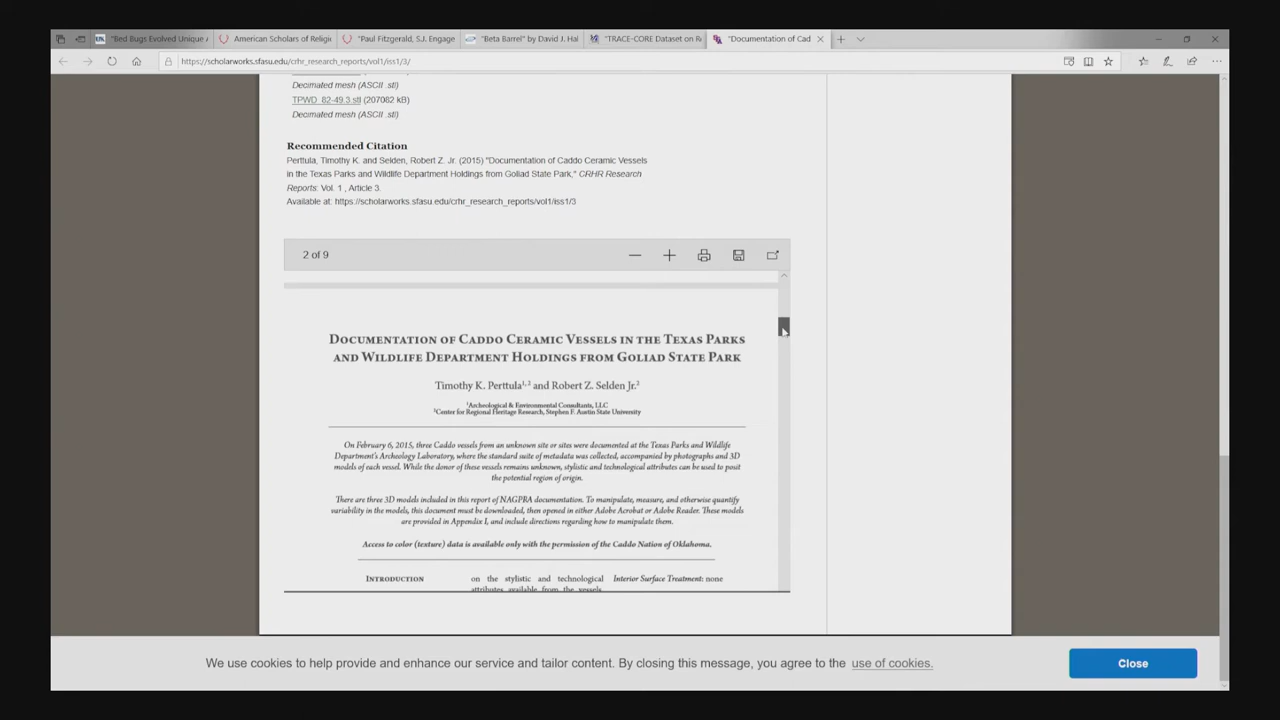 "Bed Bugs Evolved Unique
American Scholars of Religi
"Paul Fitzgerald, S.J. Engage
"Beta Barrel" by David J. Hal
"TRACE-CORE Dataset on R
"Documentation of Cad
https://scholarworks.sfasu.edu/crhr_research_reports/vol1/iss1/3/
Decimated mesh (ASCII .stl)
TPWD_82-49.3.stl (207082 kB)
Decimated mesh (ASCII .stl)
Recommended Citation
Perttula, Timothy K. and Selden, Robert Z. Jr. (2015) "Documentation of Caddo Ceramic Vessels
in the Texas Parks and Wildlife Department Holdings from Goliad State Park," CRHR Research
Reports: Vol. 1 , Article 3.
Available at: https://scholarworks.sfasu.edu/crhr_research_reports/vol1/iss1/3
2 of 9
Documentation of Caddo Ceramic Vessels in the Texas Parks
and Wildlife Department Holdings from Goliad State Park
Timothy K. Perttula1,2 and Robert Z. Selden Jr.2
1Archeological & Environmental Consultants, LLC
2Center for Regional Heritage Research, Stephen F. Austin State University
On February 6, 2015, three Caddo vessels from an unknown site or sites were documented at the Texas Parks and Wildlife
Department's Archeology Laboratory, where the standard suite of metadata was collected, accompanied by photographs and 3D
models of each vessel. While the donor of these vessels remains unknown, stylistic and technological attributes can be used to posit
the potential region of origin.
There are three 3D models included in this report of NAGPRA documentation. To manipulate, measure, and otherwise quantify
variability in the models, this document must be downloaded, then opened in either Adobe Acrobat or Adobe Reader. These models
are provided in Appendix I, and include directions regarding how to manipulate them.
Access to color (texture) data is available only with the permission of the Caddo Nation of Oklahoma.
Introduction
on the stylistic and technological
attributes available from the vessels
Interior Surface Treatment: none
We use cookies to help provide and enhance our service and tailor content. By closing this message, you agree to the use of cookies.
Close